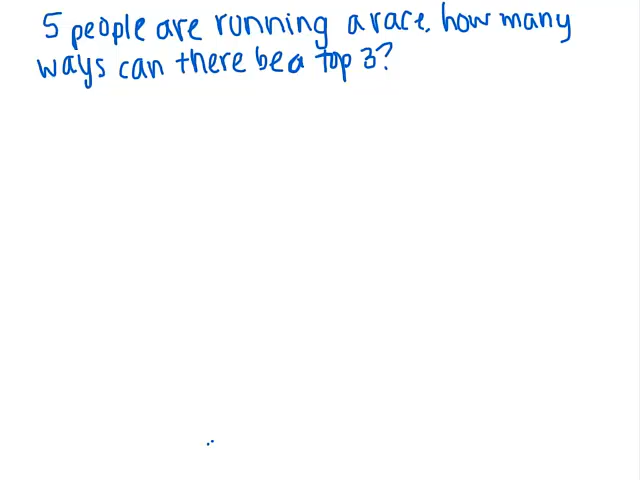 5 people are running a race, how many
ways can there be a top 3?